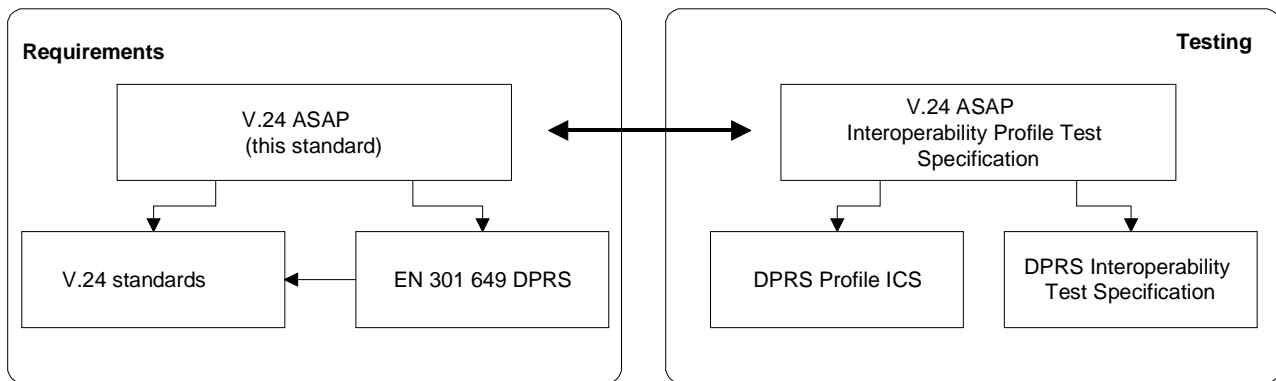 Requirements
V.24 ASAP
(this standard)
V.24 standards
EN 301 649 DPRS
Testing
V.24 ASAP
Interoperability Profile Test
Specification
DPRS Profile ICS
DPRS Interoperability
Test Specification